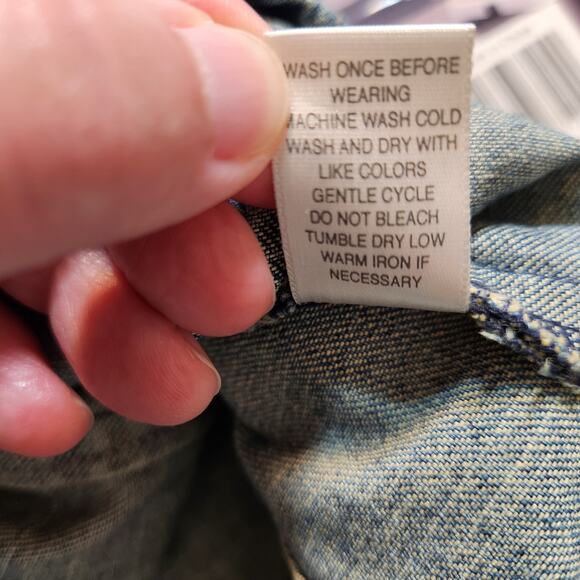 WASH ONCE BEFORE
WEARING
MACHINE WASH COLD
WASH AND DRY WITH
LIKE COLORS
GENTLE CYCLE
DO NOT BLEACH
TUMBLE DRY LOW
WARM IRON IF
NECESSARY